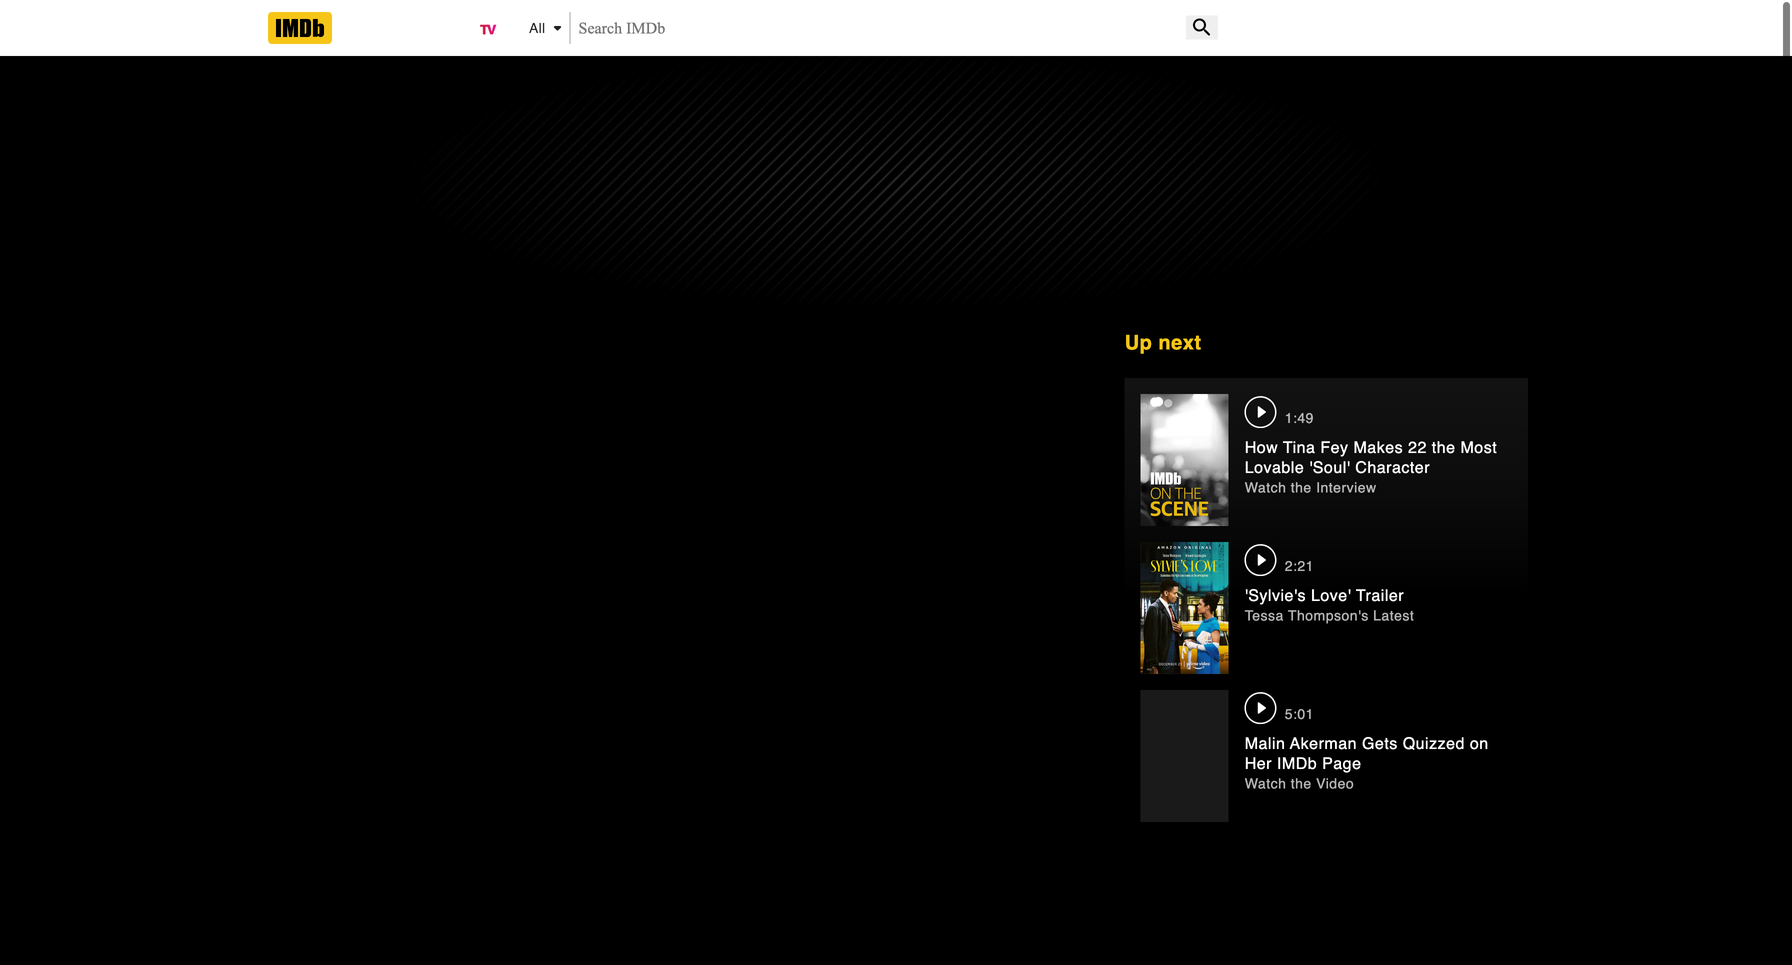 IMDb
TV
All
Search IMDb
Up next
IMDb
ON THE
SCENE
1:49
How Tina Fey Makes 22 the Most
Lovable 'Soul' Character
Watch the Interview
AMAZON ORIGINAL
SYLVIE'S LOVE
prime video
2:21
'Sylvie's Love' Trailer
Tessa Thompson's Latest
5:01
Malin Akerman Gets Quizzed on
Her IMDb Page
Watch the Video